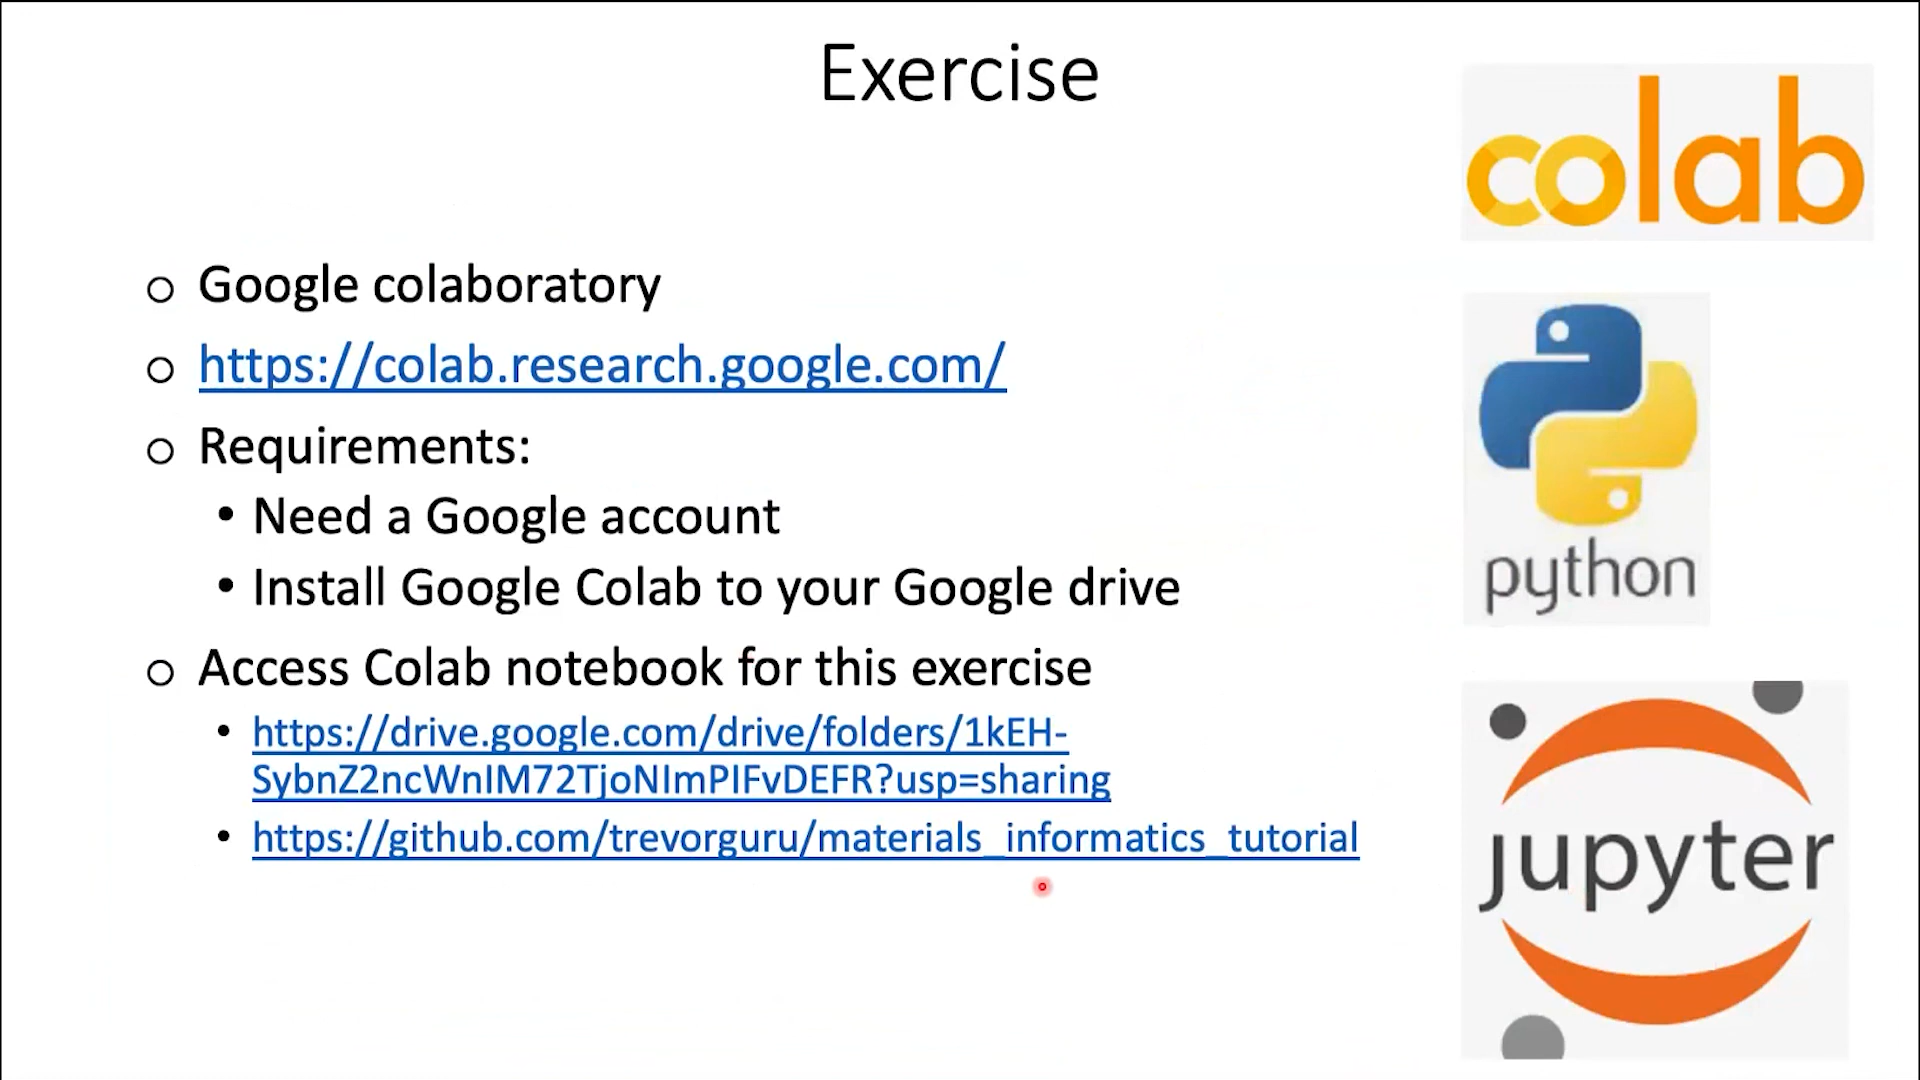 Exercise
colab
Google colaboratory
https://colab.research.google.com/
Requirements:
Need a Google account
Install Google Colab to your Google drive
python
Access Colab notebook for this exercise
https://drive.google.com/drive/folders/1kEH-
SybnZ2ncWnIM72TjoNImPIFvDEFR?usp=sharing
https://github.com/trevorguru/materials_informatics_tutorial
jupyter